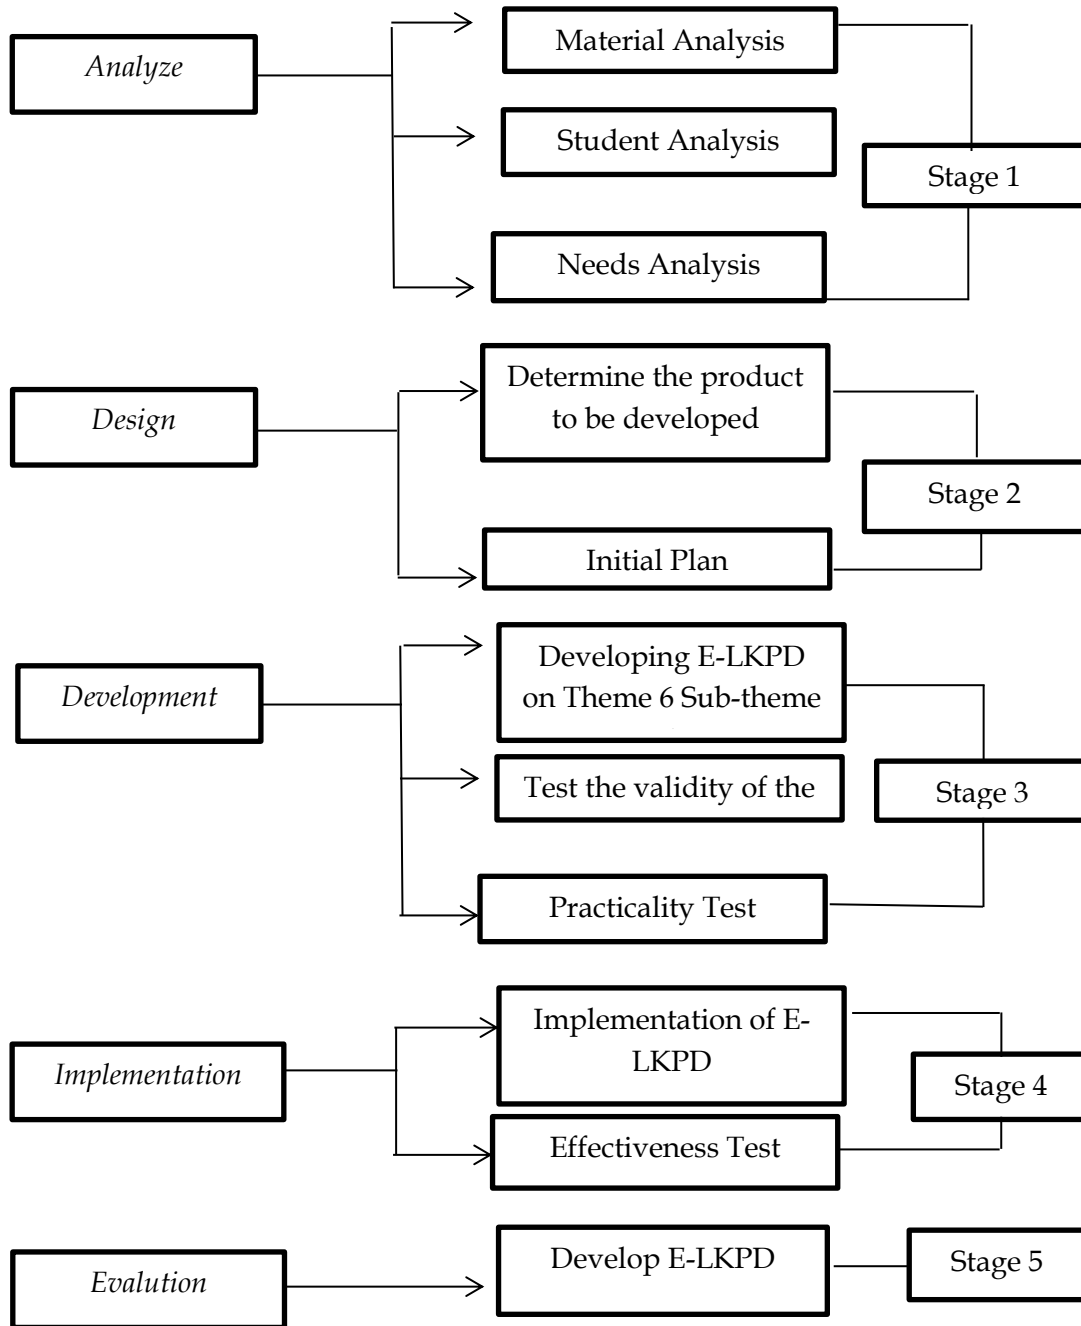 Analyze
Material Analysis
Student Analysis
Needs Analysis
Stage 1
Design
Determine the product
to be developed
Initial Plan
Stage 2
Development
Developing E-LKPD
on Theme 6 Sub-theme
Test the validity of the
Practicality Test
Stage 3
Implementation
Implementation of E-
LKPD
Effectiveness Test
Stage 4
Evalution
Develop E-LKPD
Stage 5